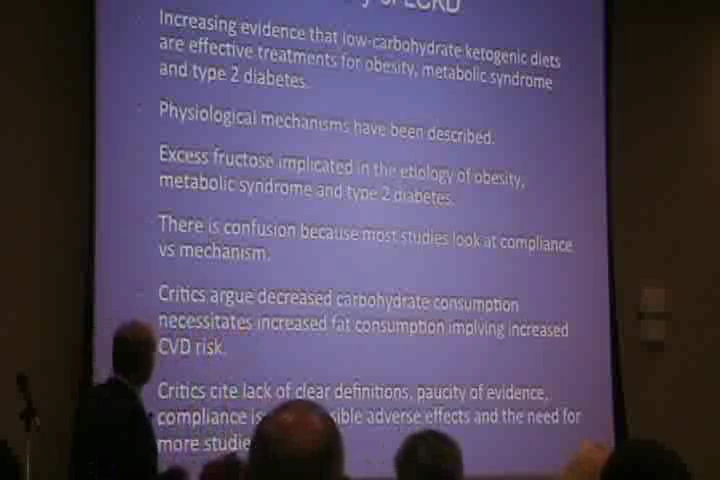 of LCKD
Increasing evidence that low-carbohydrate ketogenic diets
are effective treatments for obesity, metabolic syndrome
and type 2 diabetes.
Physiological mechanisms have been described.
Excess fructose implicated in the etiology of obesity,
metabolic syndrome and type 2 diabetes.
There is confusion because most studies look at compliance
vs mechanism.
Critics argue decreased carbohydrate consumption
necessitates increased fat consumption implying increased
CVD risk.
Critics cite lack of clear definitions, paucity of evidence,
compliance adverse effects and the need for
more